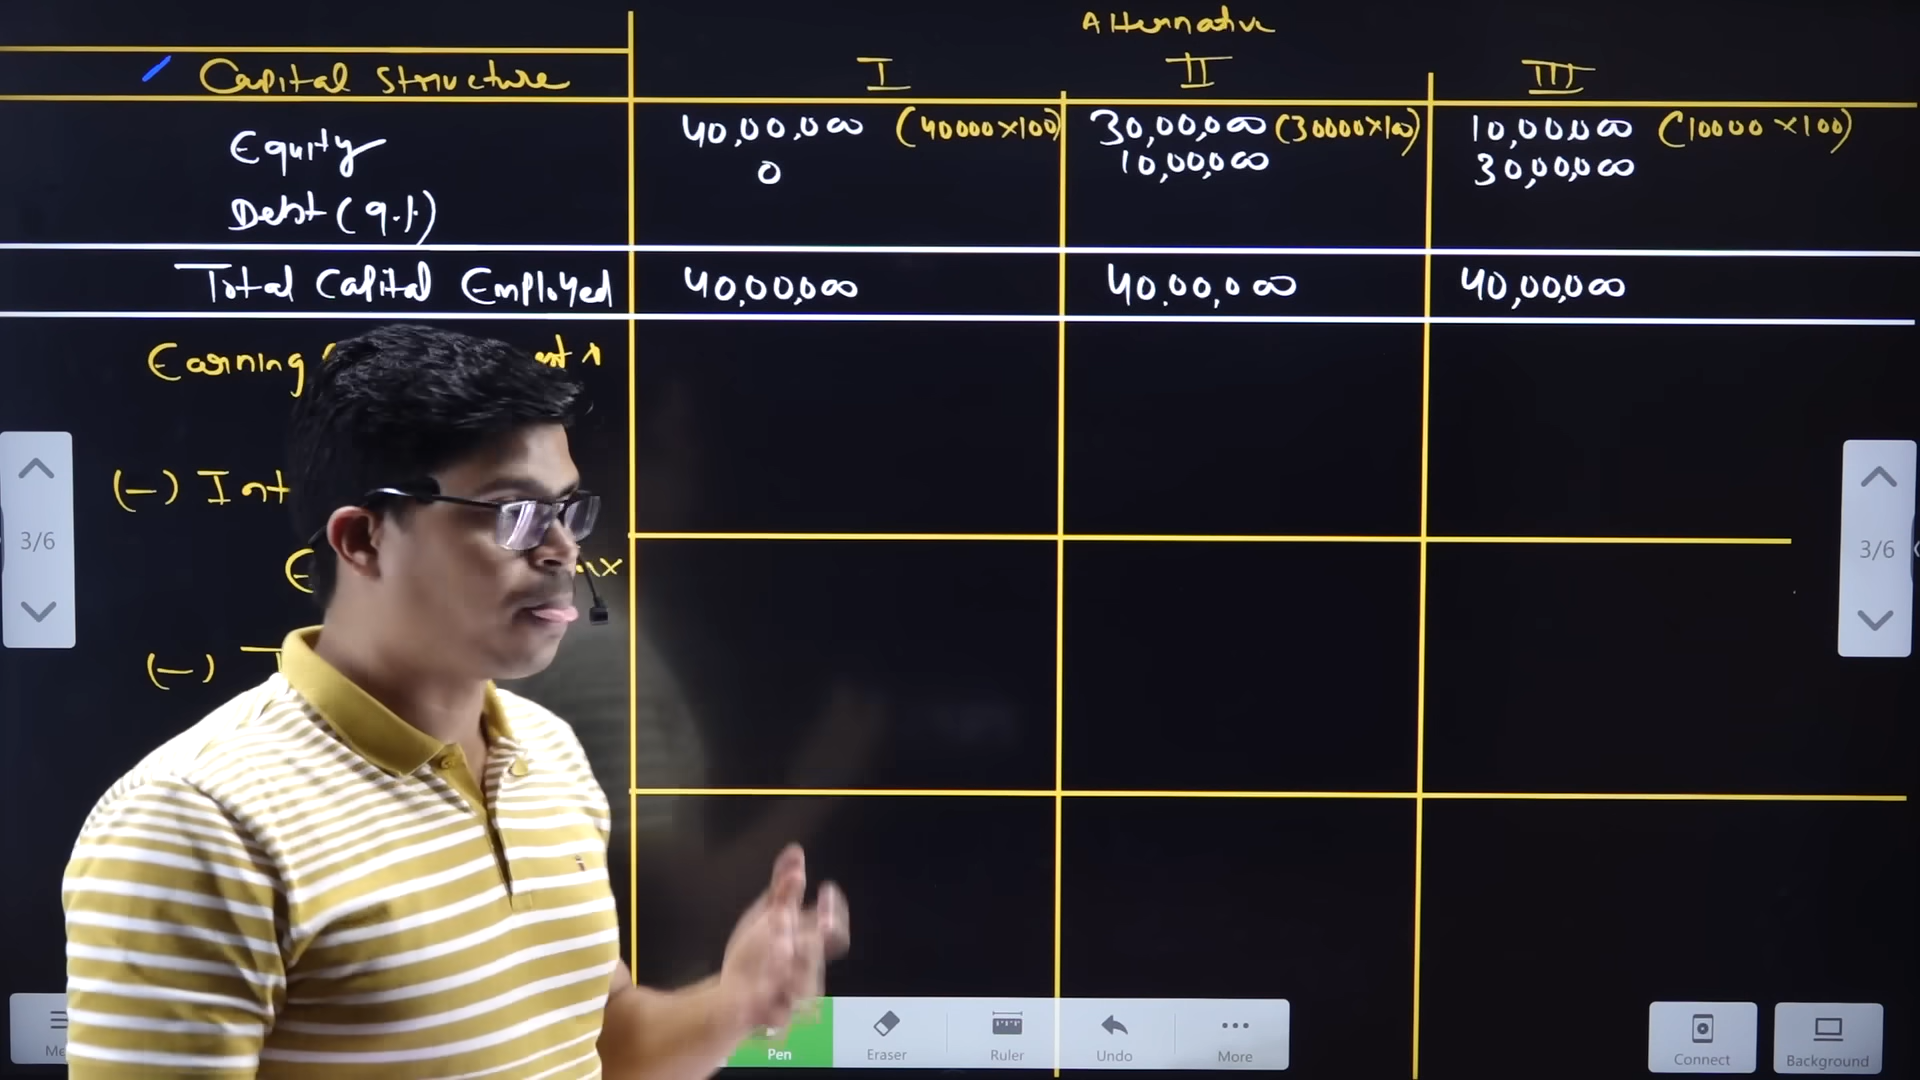 Alternative
Capital Structure I II III
Equity 40,00,000 (40000×100) 30,00,000 (30000×100) 10,00,000 (10000×100)
Debt (9%) 0 10,00,000 30,00,000
Total Capital Employed 40,00,000 40,00,000 40,00,000
Earning
(-) Int
3/6
3/6
(-)
Pen Eraser Ruler Undo More Connect Background